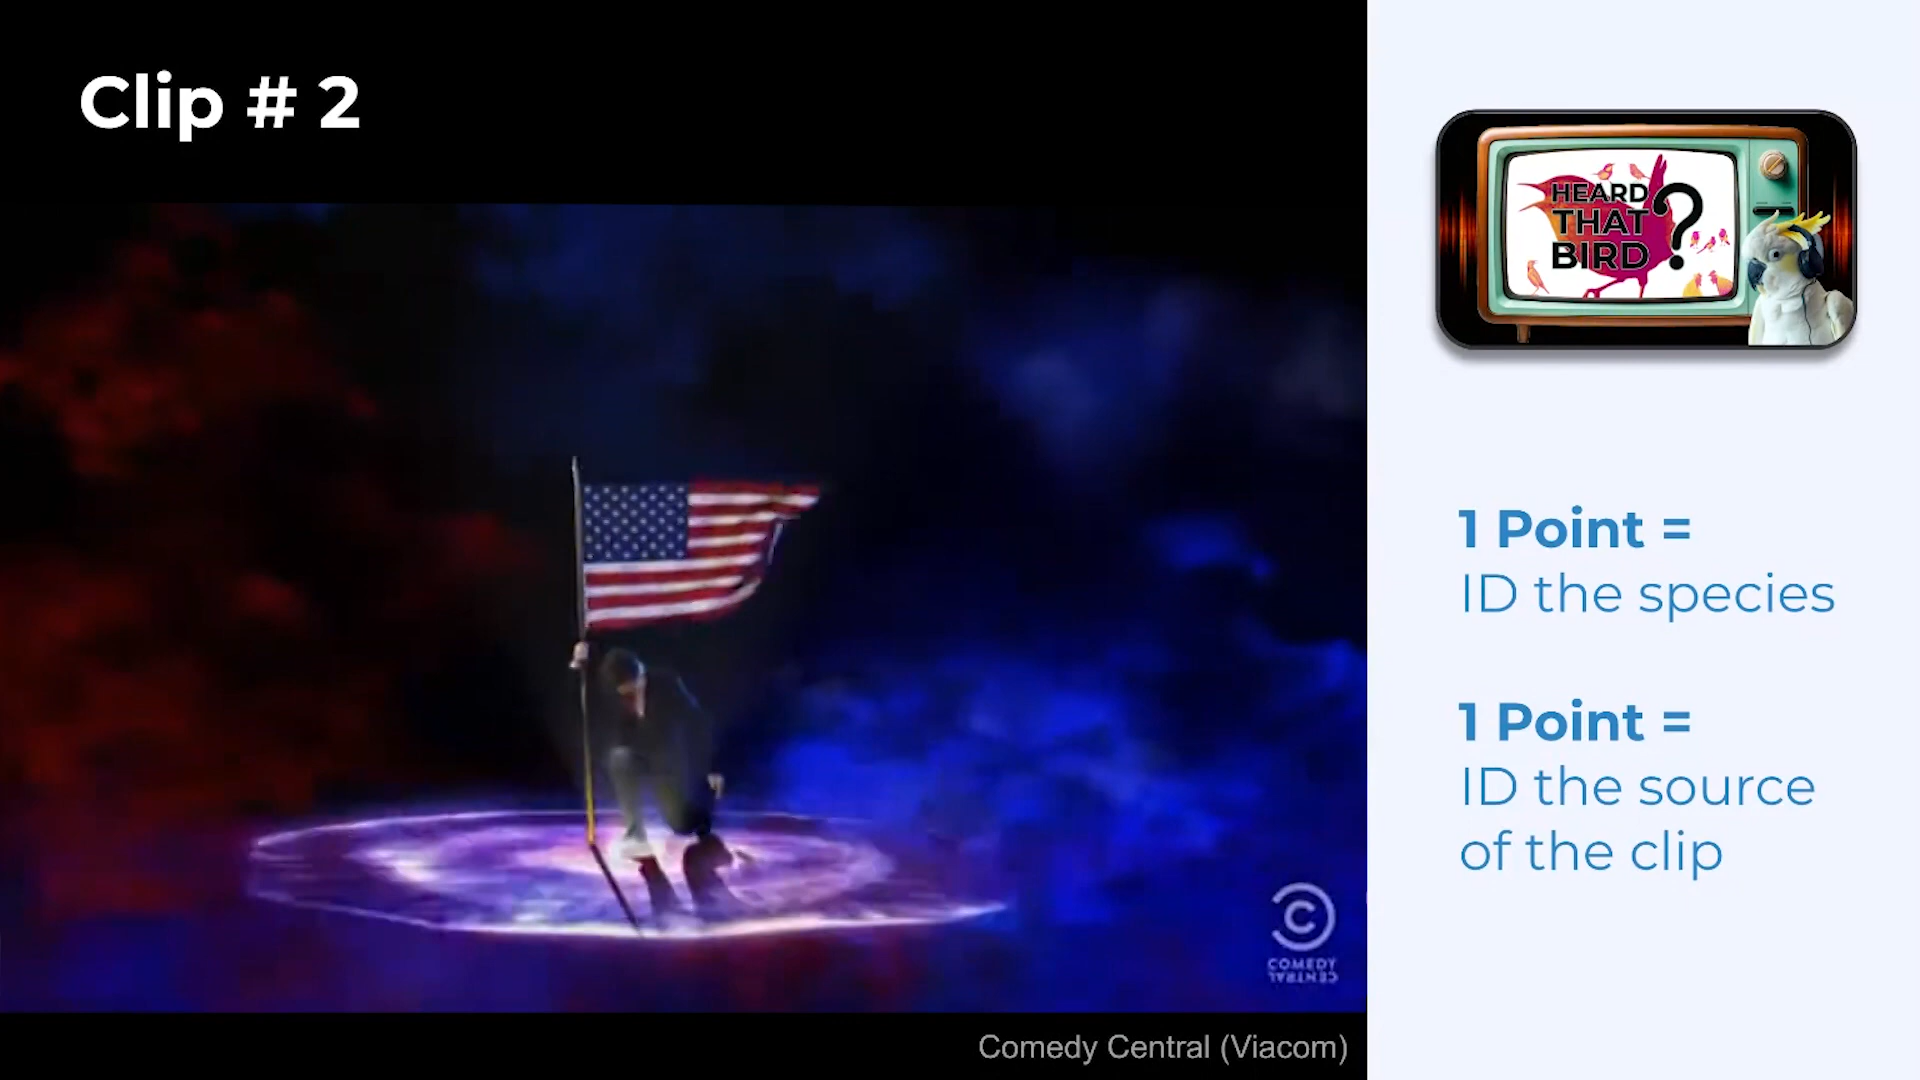 Clip # 2
HEARD
THAT
BIRD?
1 Point =
ID the species
1 Point =
ID the source
of the clip
COMEDY
CENTRAL
Comedy Central (Viacom)